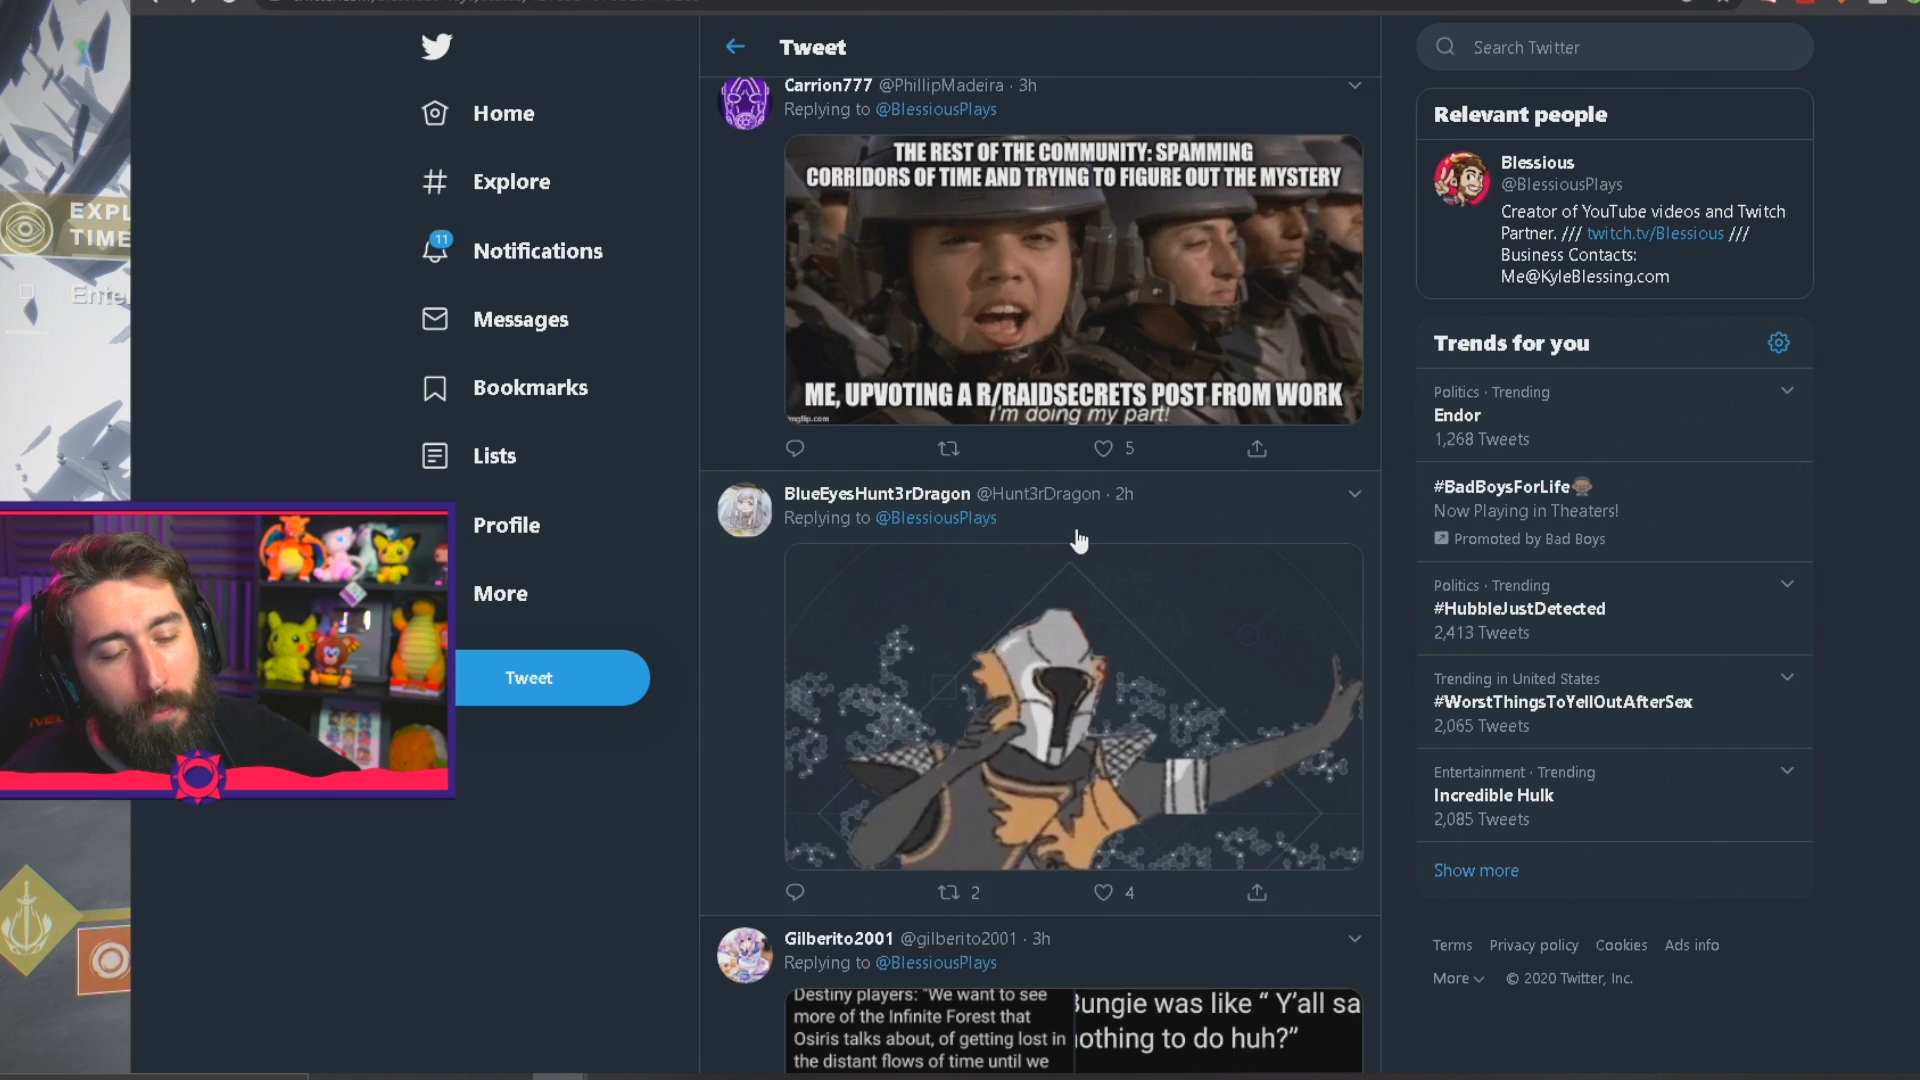 EXPL
TIME
Ente
Home
Explore
11
Notifications
Messages
Bookmarks
Lists
Profile
More
Tweet
Tweet
Carrion777 @PhillipMadeira · 3h
Replying to @BlessiousPlays
THE REST OF THE COMMUNITY: SPAMMING
CORRIDORS OF TIME AND TRYING TO FIGURE OUT THE MYSTERY
ME, UPVOTING A R/RAIDSECRETS POST FROM WORK
I'm doing my part!
imgflip.com
5
BlueEyesHunt3rDragon @Hunt3rDragon · 2h
Replying to @BlessiousPlays
2
4
Gilberito2001 @gilberito2001 · 3h
Replying to @BlessiousPlays
Destiny players: "We want to see
more of the Infinite Forest that
Osiris talks about, of getting lost in
the distant flows of time until we
Bungie was like “ Y'all sa
nothing to do huh?”
Search Twitter
Relevant people
Blessious
@BlessiousPlays
Creator of YouTube videos and Twitch
Partner. /// twitch.tv/Blessious ///
Business Contacts:
Me@KyleBlessing.com
Trends for you
Politics · Trending
Endor
1,268 Tweets
#BadBoysForLife
Now Playing in Theaters!
Promoted by Bad Boys
Politics · Trending
#HubbleJustDetected
2,413 Tweets
Trending in United States
#WorstThingsToYellOutAfterSex
2,065 Tweets
Entertainment · Trending
Incredible Hulk
2,085 Tweets
Show more
Terms Privacy policy Cookies Ads info
More © 2020 Twitter, Inc.